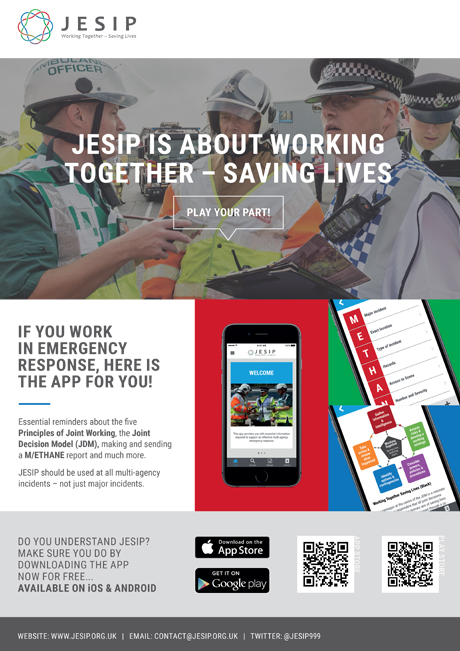 JESIP
Working Together – Saving Lives
AMBULANCE
OFFICER
JESIP IS ABOUT WORKING
TOGETHER – SAVING LIVES
PLAY YOUR PART!
IF YOU WORK
IN EMERGENCY
RESPONSE, HERE IS
THE APP FOR YOU!
Essential reminders about the five
Principles of Joint Working, the Joint
Decision Model (JDM), making and sending
a M/ETHANE report and much more.
JESIP should be used at all multi-agency
incidents – not just major incidents.
JESIP
WELCOME
M
Major Incident
E
Exact location
T
Type of incident
H
Hazards
A
Access to Scene
N
Number and Severity
Working Together Saving Lives (Black)
DO YOU UNDERSTAND JESIP?
MAKE SURE YOU DO BY
DOWNLOADING THE APP
NOW FOR FREE...
AVAILABLE ON iOS & ANDROID
Download on the
App Store
GET IT ON
Google play
APP STORE
PLAY STORE
WEBSITE: WWW.JESIP.ORG.UK | EMAIL: CONTACT@JESIP.ORG.UK | TWITTER: @JESIP999